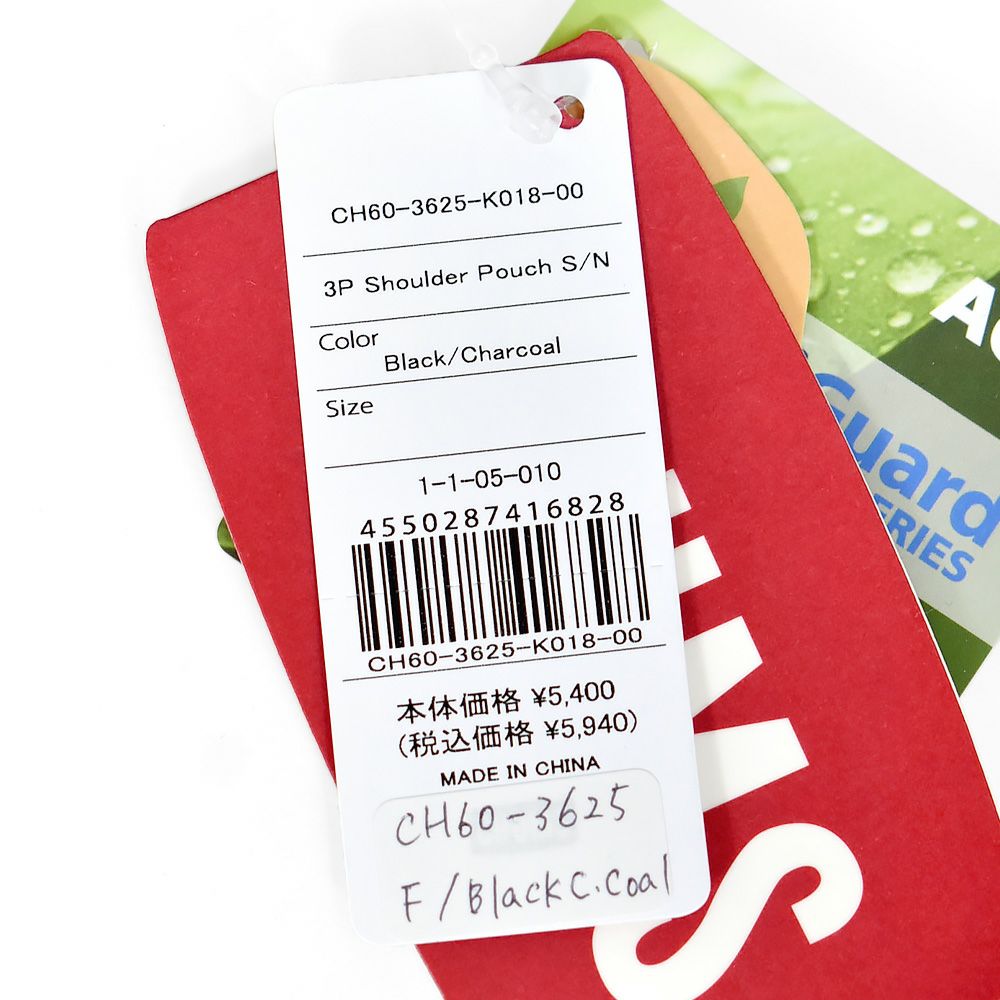 CH60-3625-K018-00
3P Shoulder Pouch S/N
Color
Black/Charcoal
Size
1-1-05-010
4550287416828
CH60-3625-K018-00
本体価格 ¥5,400
(税込価格 ¥5,940)
MADE IN CHINA
CH60-3625
F/Black C.Coal
Guard